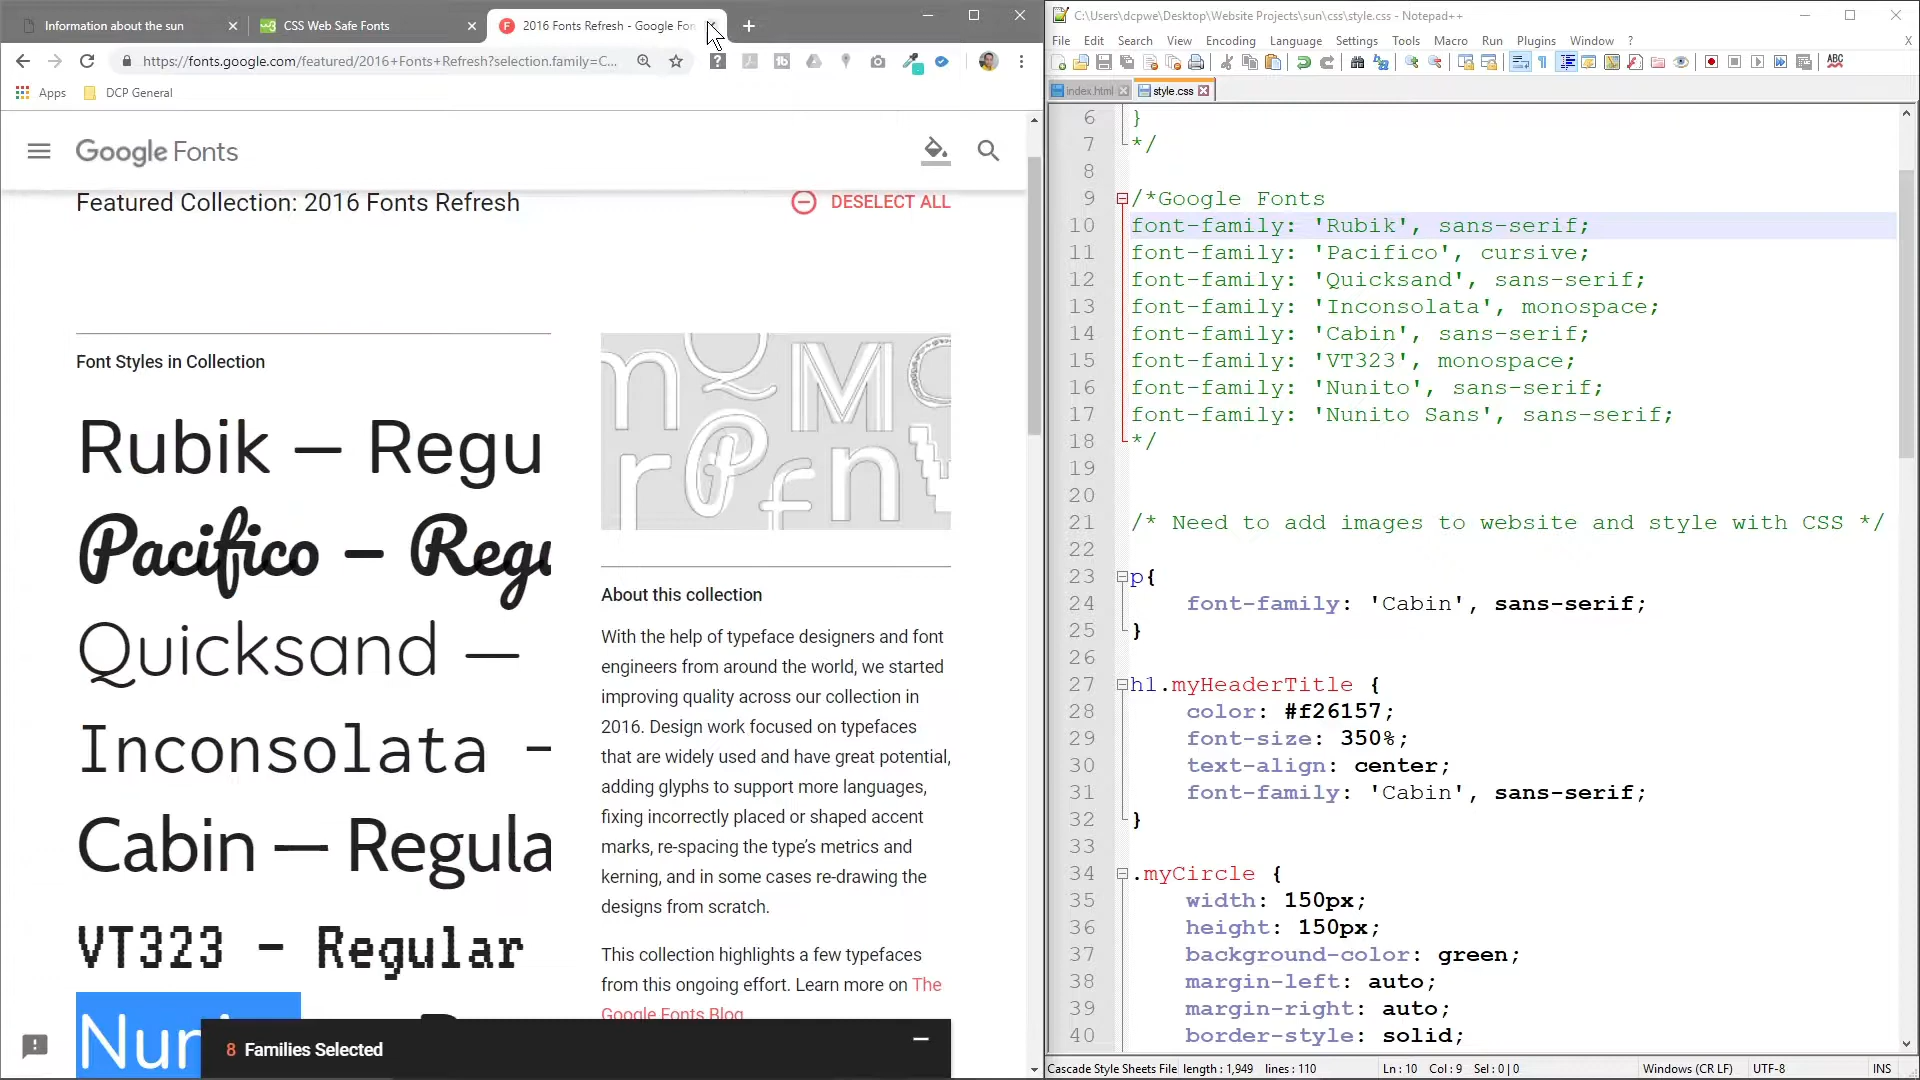 Information about the sun
CSS Web Safe Fonts
2016 Fonts Refresh - Google Fon
https://fonts.google.com/featured/2016+Fonts+Refresh?selection.family=C...
Apps
DCP General
Google Fonts
Featured Collection: 2016 Fonts Refresh
DESELECT ALL
Font Styles in Collection
Rubik — Regu
Pacifico — Regu
Quicksand —
Inconsolata -
Cabin — Regula
VT323 - Regular
About this collection
With the help of typeface designers and font
engineers from around the world, we started
improving quality across our collection in
2016. Design work focused on typefaces
that are widely used and have great potential,
adding glyphs to support more languages,
fixing incorrectly placed or shaped accent
marks, re-spacing the type's metrics and
kerning, and in some cases re-drawing the
designs from scratch.
This collection highlights a few typefaces
from this ongoing effort. Learn more on The
Google Fonts Blog
8 Families Selected
C:\Users\dcpwe\Desktop\Website Projects\sun\css\style.css - Notepad++
File Edit Search View Encoding Language Settings Tools Macro Run Plugins Window ? X
index.html style.css
6 }
7 */
8
9 /*Google Fonts
10 font-family: 'Rubik', sans-serif;
11 font-family: 'Pacifico', cursive;
12 font-family: 'Quicksand', sans-serif;
13 font-family: 'Inconsolata', monospace;
14 font-family: 'Cabin', sans-serif;
15 font-family: 'VT323', monospace;
16 font-family: 'Nunito', sans-serif;
17 font-family: 'Nunito Sans', sans-serif;
18 */
19
20
21 /* Need to add images to website and style with CSS */
22
23 p{
24 font-family: 'Cabin', sans-serif;
25 }
26
27 h1.myHeaderTitle {
28 color: #f26157;
29 font-size: 350%;
30 text-align: center;
31 font-family: 'Cabin', sans-serif;
32 }
33
34 .myCircle {
35 width: 150px;
36 height: 150px;
37 background-color: green;
38 margin-left: auto;
39 margin-right: auto;
40 border-style: solid;
Cascade Style Sheets File length : 1,949 lines : 110 Ln : 10 Col : 9 Sel : 0 | 0 Windows (CR LF) UTF-8 INS